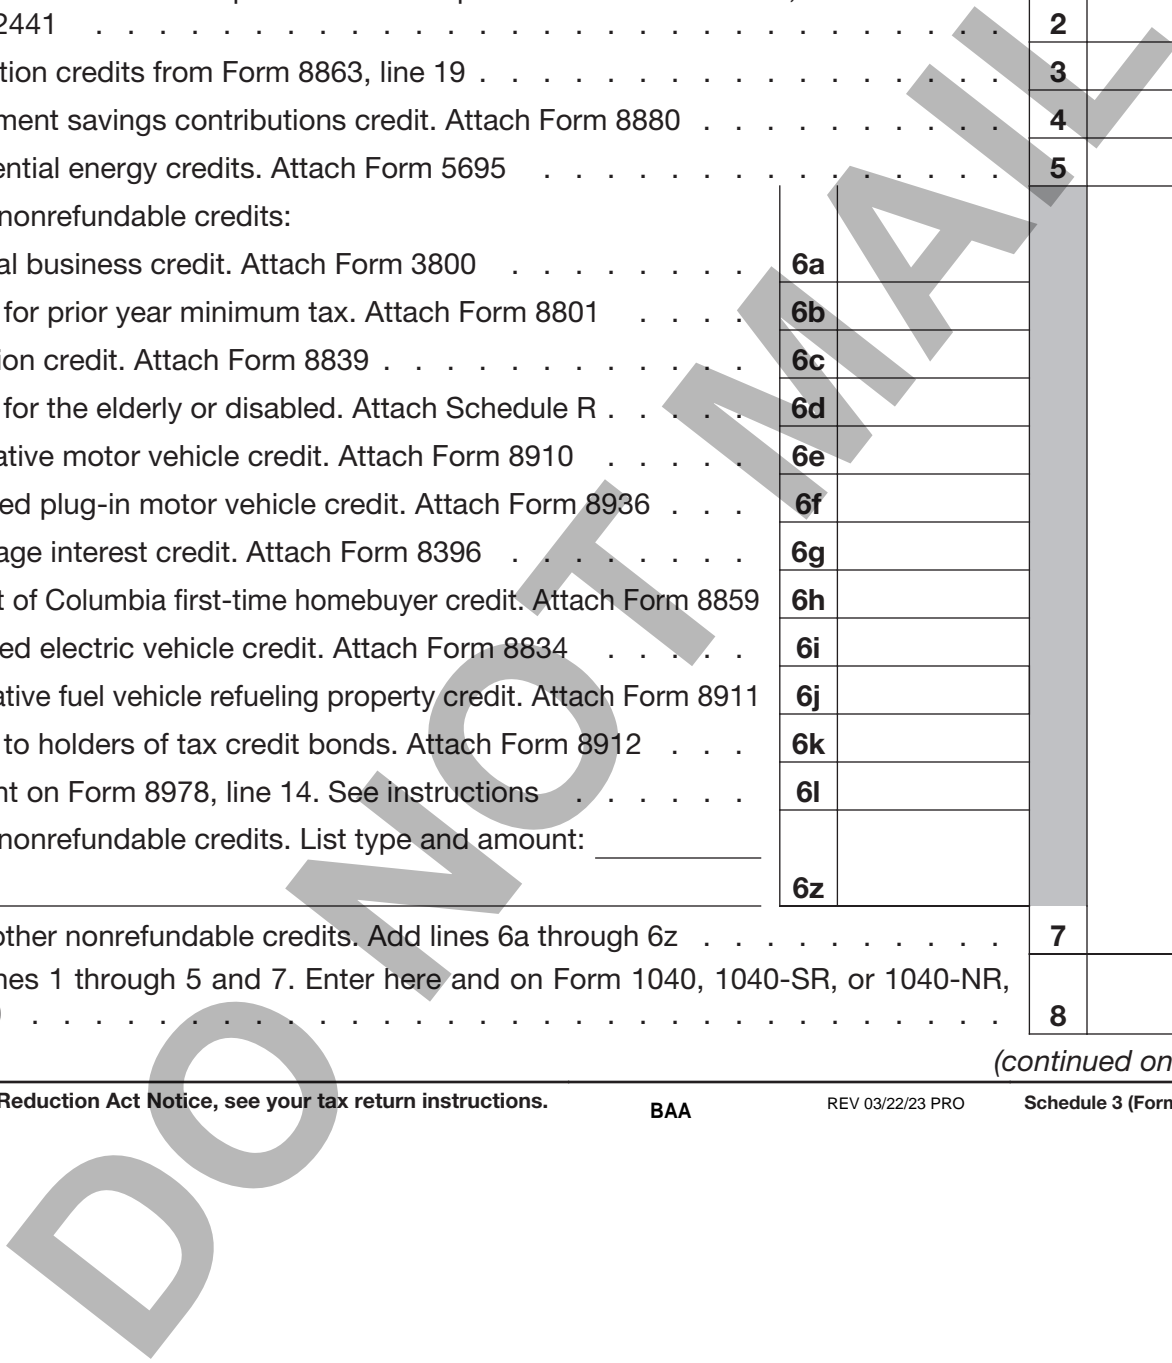 2441 . . . . . . . . . . . . . . . . . . . . . . . . . . . . . 2
tion credits from Form 8863, line 19 . . . . . . . . . . . . . . . . . 3
ment savings contributions credit. Attach Form 8880 . . . . . . . . . . 4
ential energy credits. Attach Form 5695 . . . . . . . . . . . . . . . 5
nonrefundable credits:
al business credit. Attach Form 3800 . . . . . . . . 6a
for prior year minimum tax. Attach Form 8801 . . . . 6b
ion credit. Attach Form 8839 . . . . . . . . . . . . 6c
for the elderly or disabled. Attach Schedule R . . . . . 6d
ative motor vehicle credit. Attach Form 8910 . . . . . 6e
ed plug-in motor vehicle credit. Attach Form 8936 . . . 6f
age interest credit. Attach Form 8396 . . . . . . . . 6g
t of Columbia first-time homebuyer credit. Attach Form 8859 6h
ed electric vehicle credit. Attach Form 8834 . . . . . 6i
ative fuel vehicle refueling property credit. Attach Form 8911 6j
to holders of tax credit bonds. Attach Form 8912 . . . 6k
nt on Form 8978, line 14. See instructions . . . . . . 6l
nonrefundable credits. List type and amount:
6z
other nonrefundable credits. Add lines 6a through 6z . . . . . . . . . . 7
nes 1 through 5 and 7. Enter here and on Form 1040, 1040-SR, or 1040-NR,
. . . . . . . . . . . . . . . . . . . . . . . . . . . . . . . 8
(continued on
Reduction Act Notice, see your tax return instructions. BAA REV 03/22/23 PRO Schedule 3 (Form
DO NOT MAIL